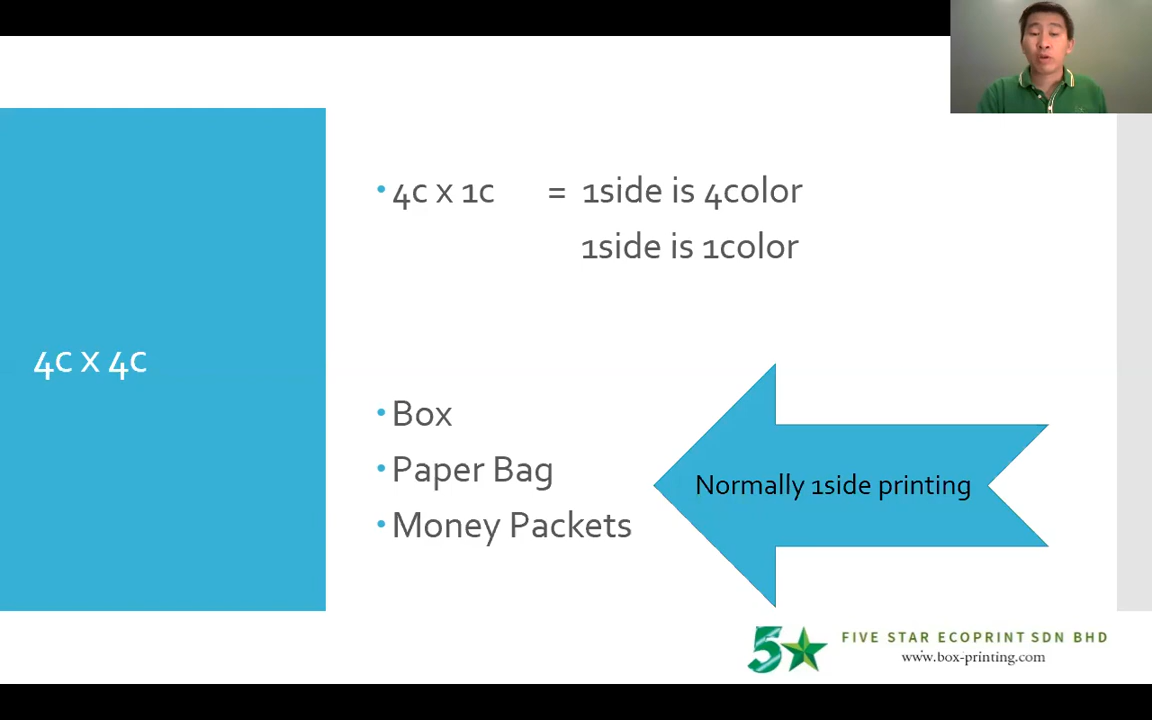 4c x 4c
• 4c x 1c = 1side is 4color
1side is 1color
• Box
• Paper Bag
• Money Packets
Normally 1side printing
5
FIVE STAR ECOPRINT SDN BHD
www.box-printing.com